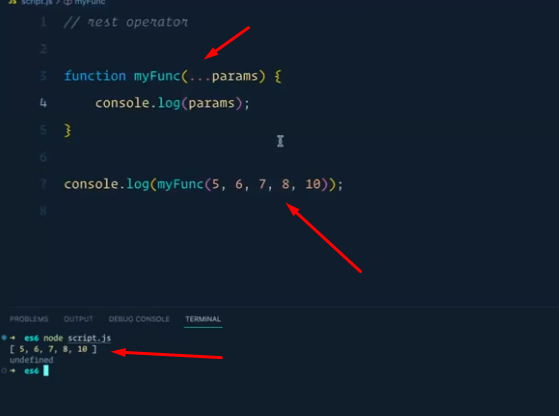 script.js / myFunc
1 // rest operator
2
3 function myFunc(...params) {
4 console.log(params);
5 }
6
7 console.log(myFunc(5, 6, 7, 8, 10));
8
PROBLEMS OUTPUT DEBUG CONSOLE TERMINAL
→ es6 node script.js
[ 5, 6, 7, 8, 10 ]
undefined
→ es6